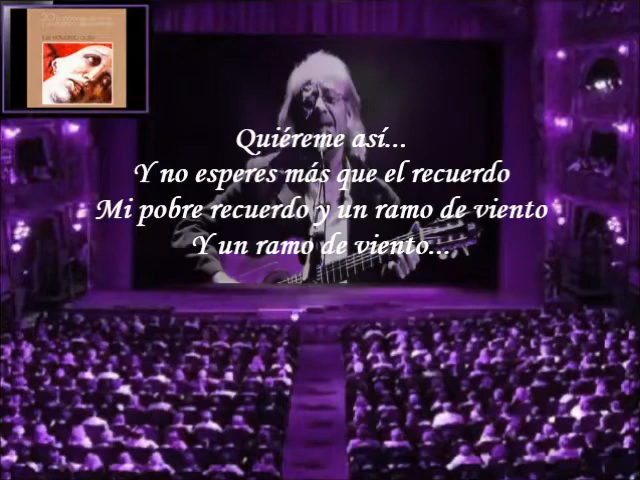 Quiéreme así...
Y no esperes más que el recuerdo
Mi pobre recuerdo y un ramo de viento
Y un ramo de viento...